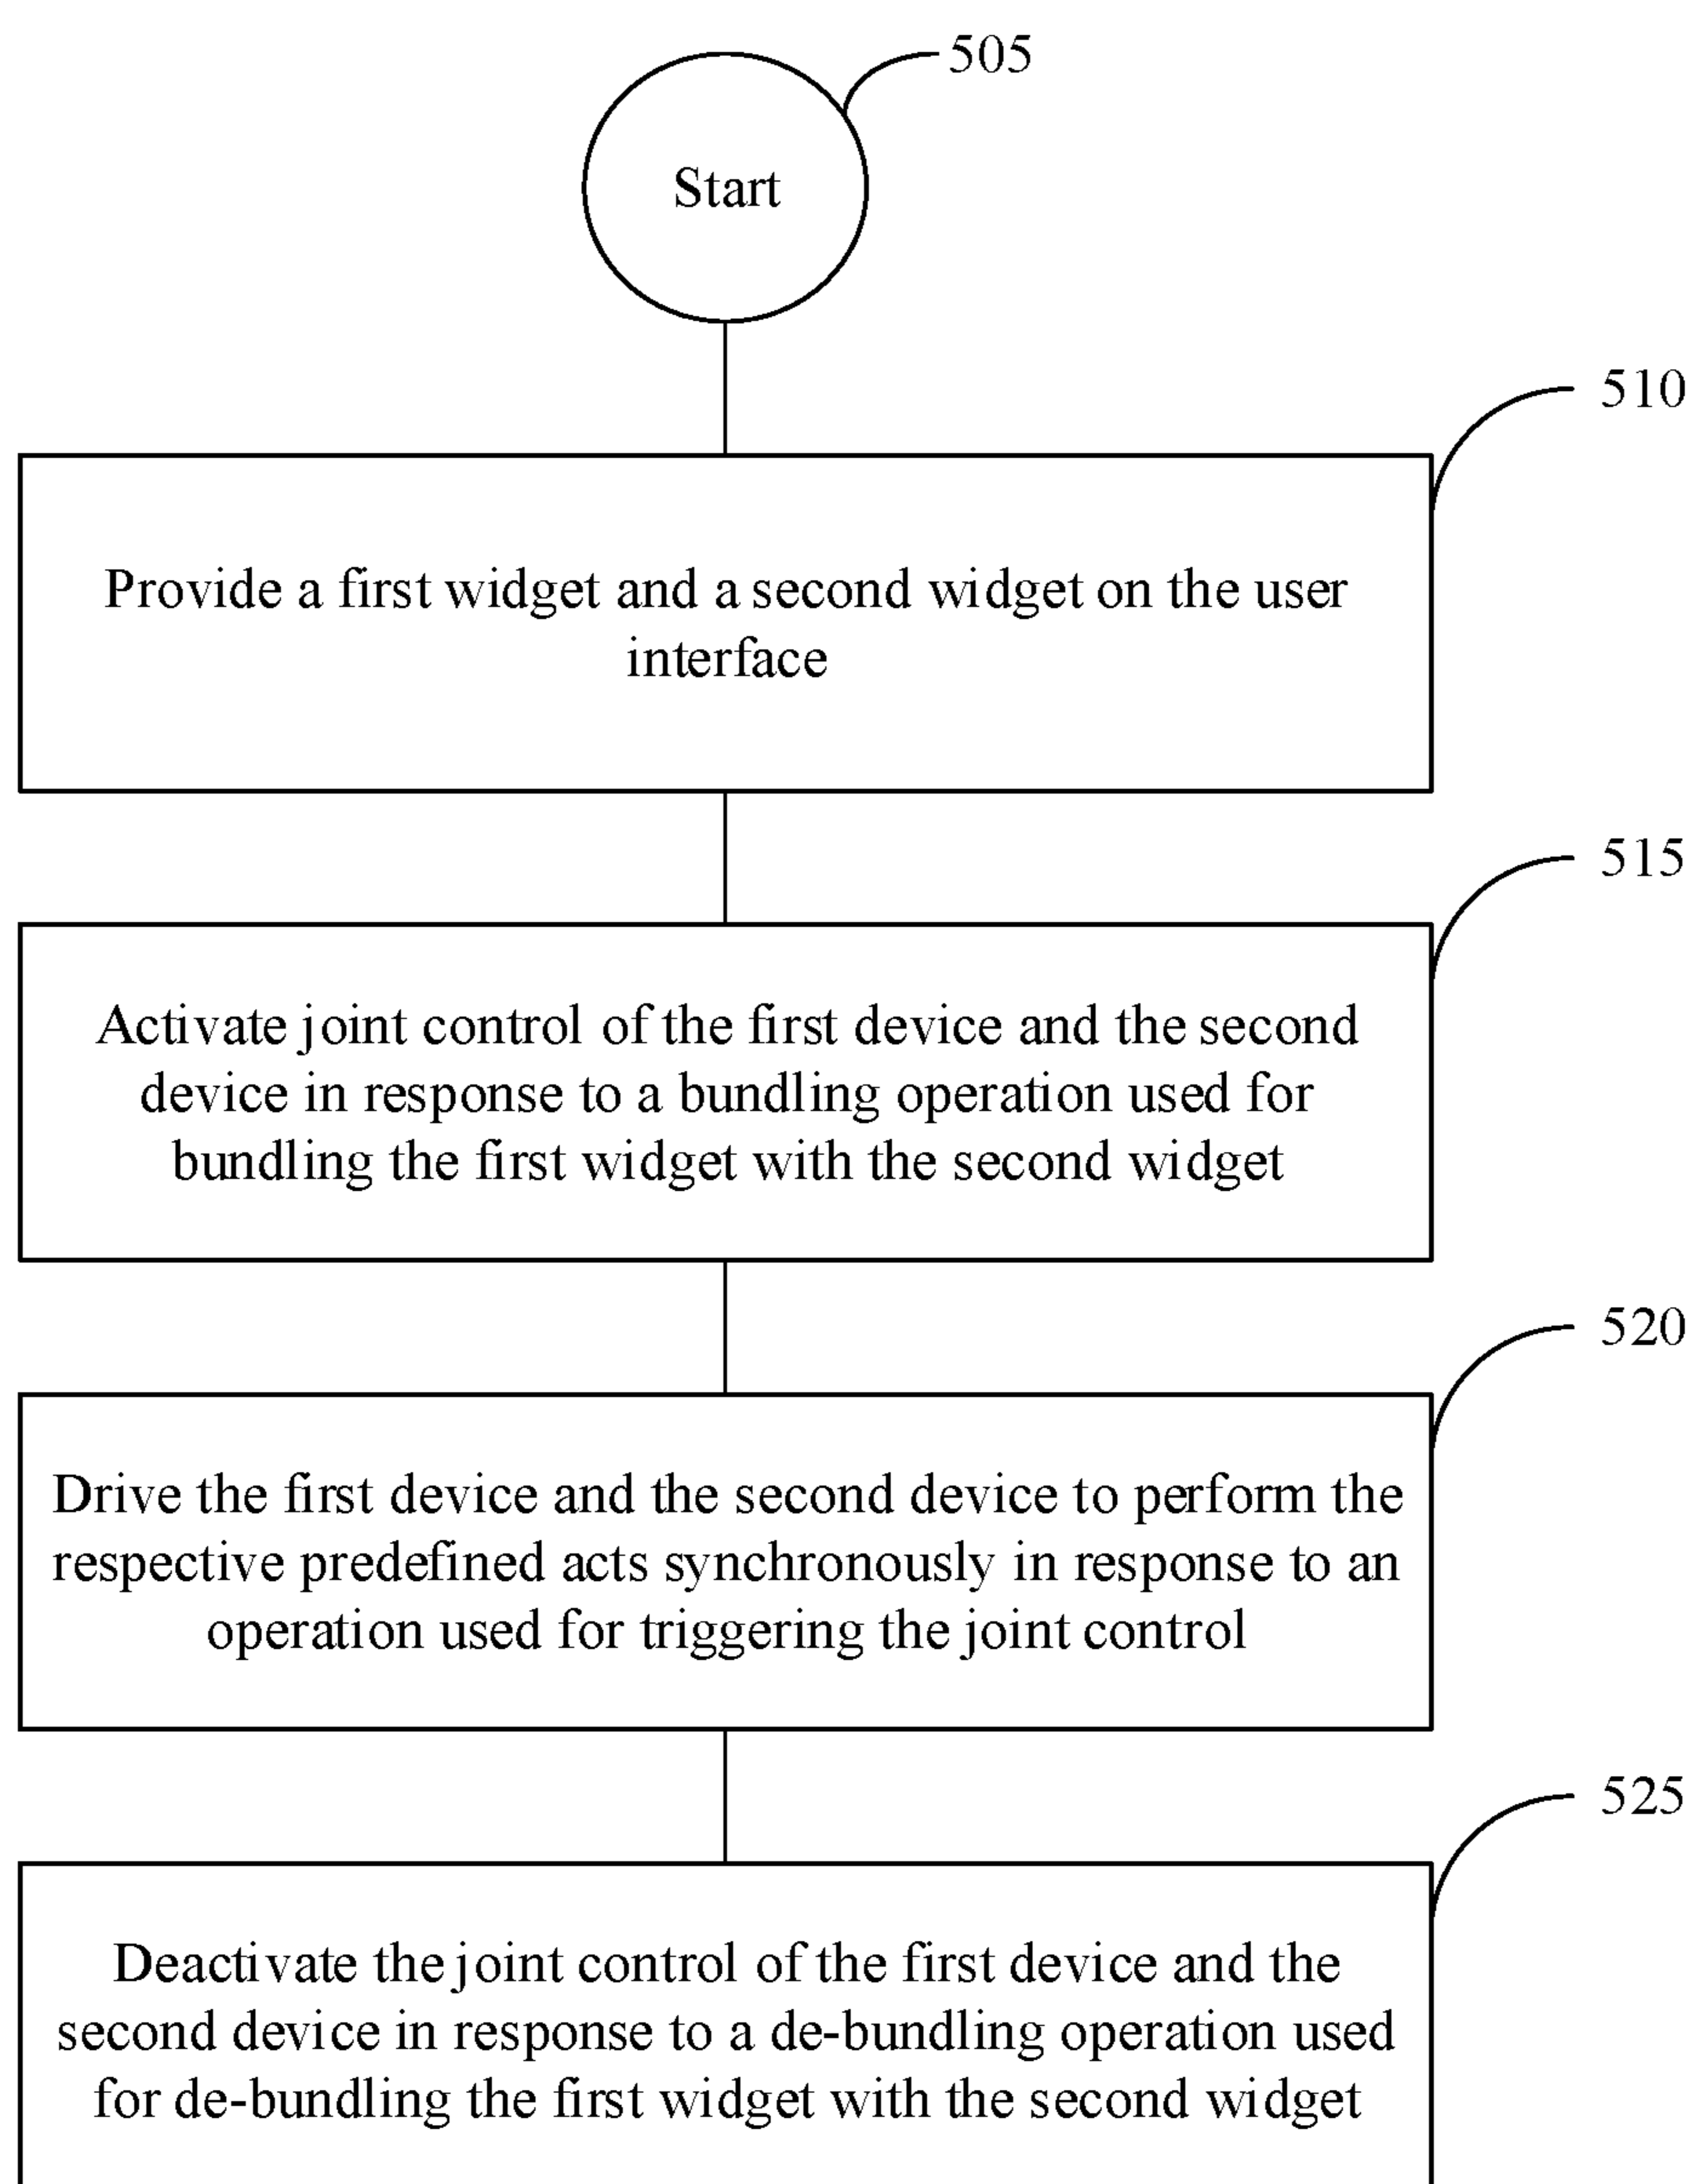 505
Start
510
Provide a first widget and a second widget on the user
interface
515
Activate joint control of the first device and the second
device in response to a bundling operation used for
bundling the first widget with the second widget
520
Drive the first device and the second device to perform the
respective predefined acts synchronously in response to an
operation used for triggering the joint control
525
Deactivate the joint control of the first device and the
second device in response to a de-bundling operation used
for de-bundling the first widget with the second widget